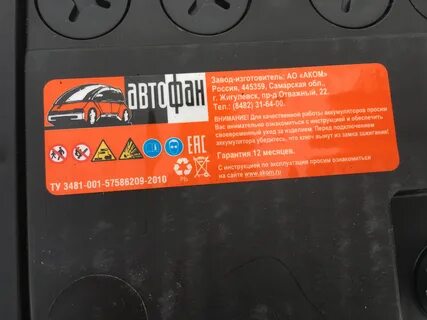 автофан
Завод-изготовитель: АО «АКОМ»
Россия, 445359, Самарская обл.,
г. Жигулевск, пр-д Отважный, 22.
Тел.: (8482) 31-64-00.
ВНИМАНИЕ! Для качественной работы аккумуляторов просим
Вас внимательно ознакомиться с инструкцией и обеспечить
своевременный уход за изделием. Перед подключением
аккумулятора убедитесь, что ключ вынут из замка зажигания!
Гарантия 12 месяцев.
С инструкцией по эксплуатации просим ознакомиться
на сайте www.akom.ru
EAC
Pb
ТУ 3481-001-57586209-2010